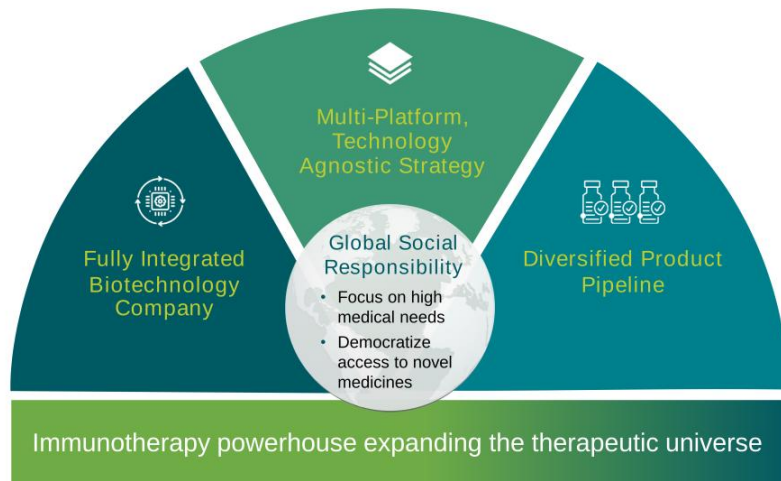 Multi-Platform,
Technology
Agnostic Strategy
Fully Integrated
Biotechnology
Company
Global Social
Responsibility
• Focus on high
medical needs
• Democratize
access to novel
medicines
Diversified Product
Pipeline
Immunotherapy powerhouse expanding the therapeutic universe